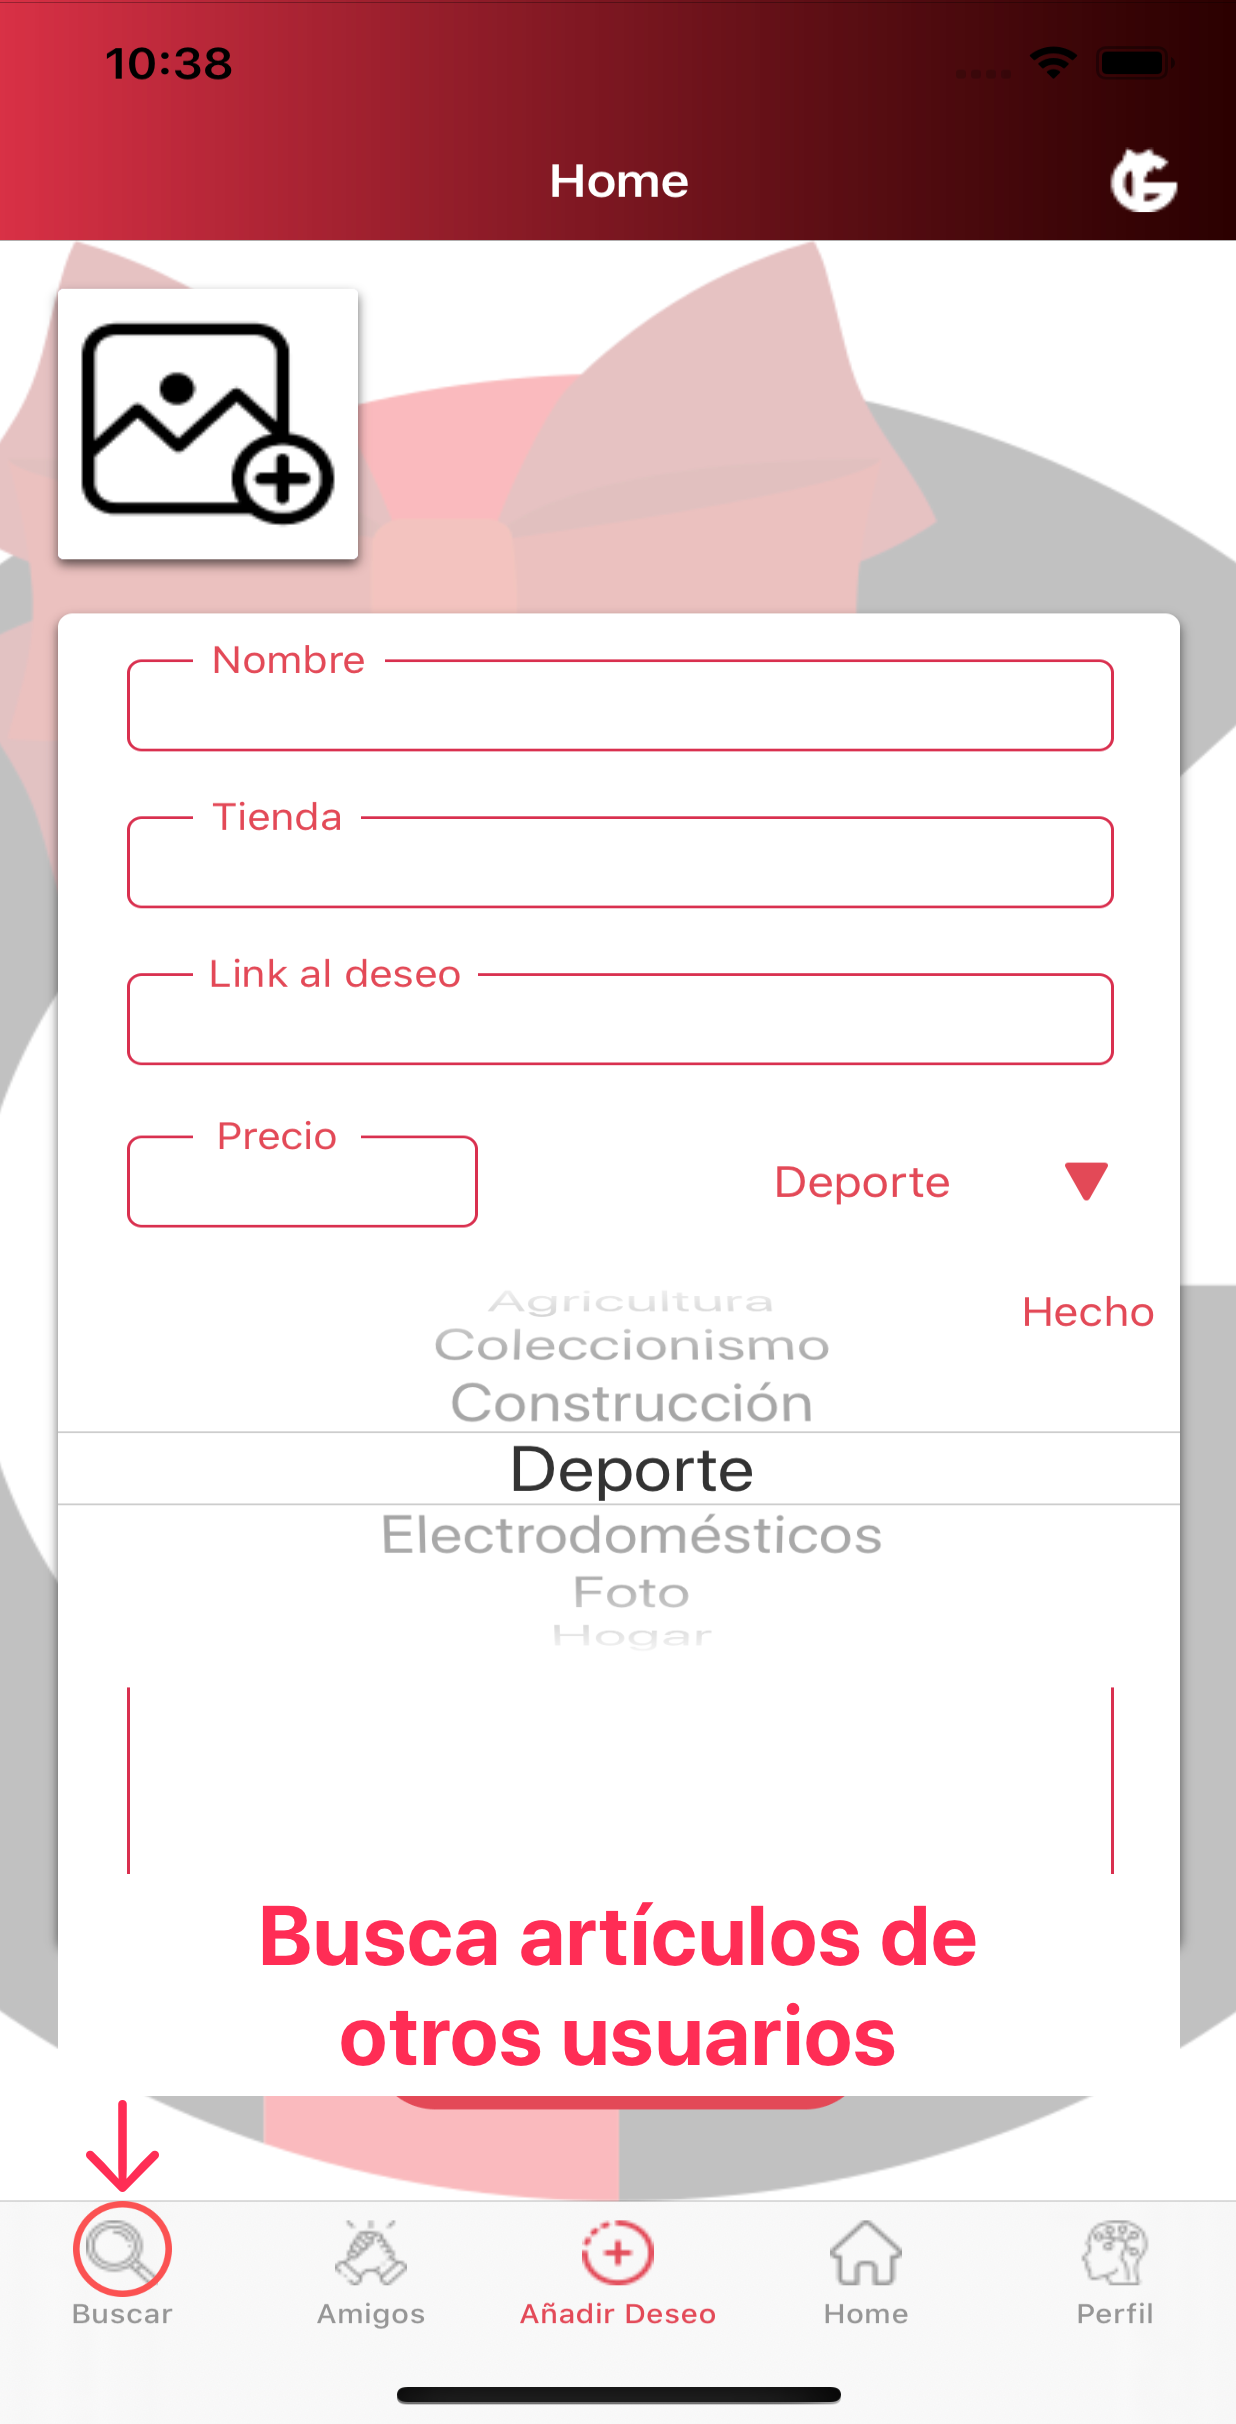 10:38
Home
Nombre
Tienda
Link al deseo
Precio
Deporte
Agricultura
Hecho
Coleccionismo
Construcción
Deporte
Electrodomésticos
Foto
Hogar
Busca artículos de
otros usuarios
Buscar
Amigos
Añadir Deseo
Home
Perfil